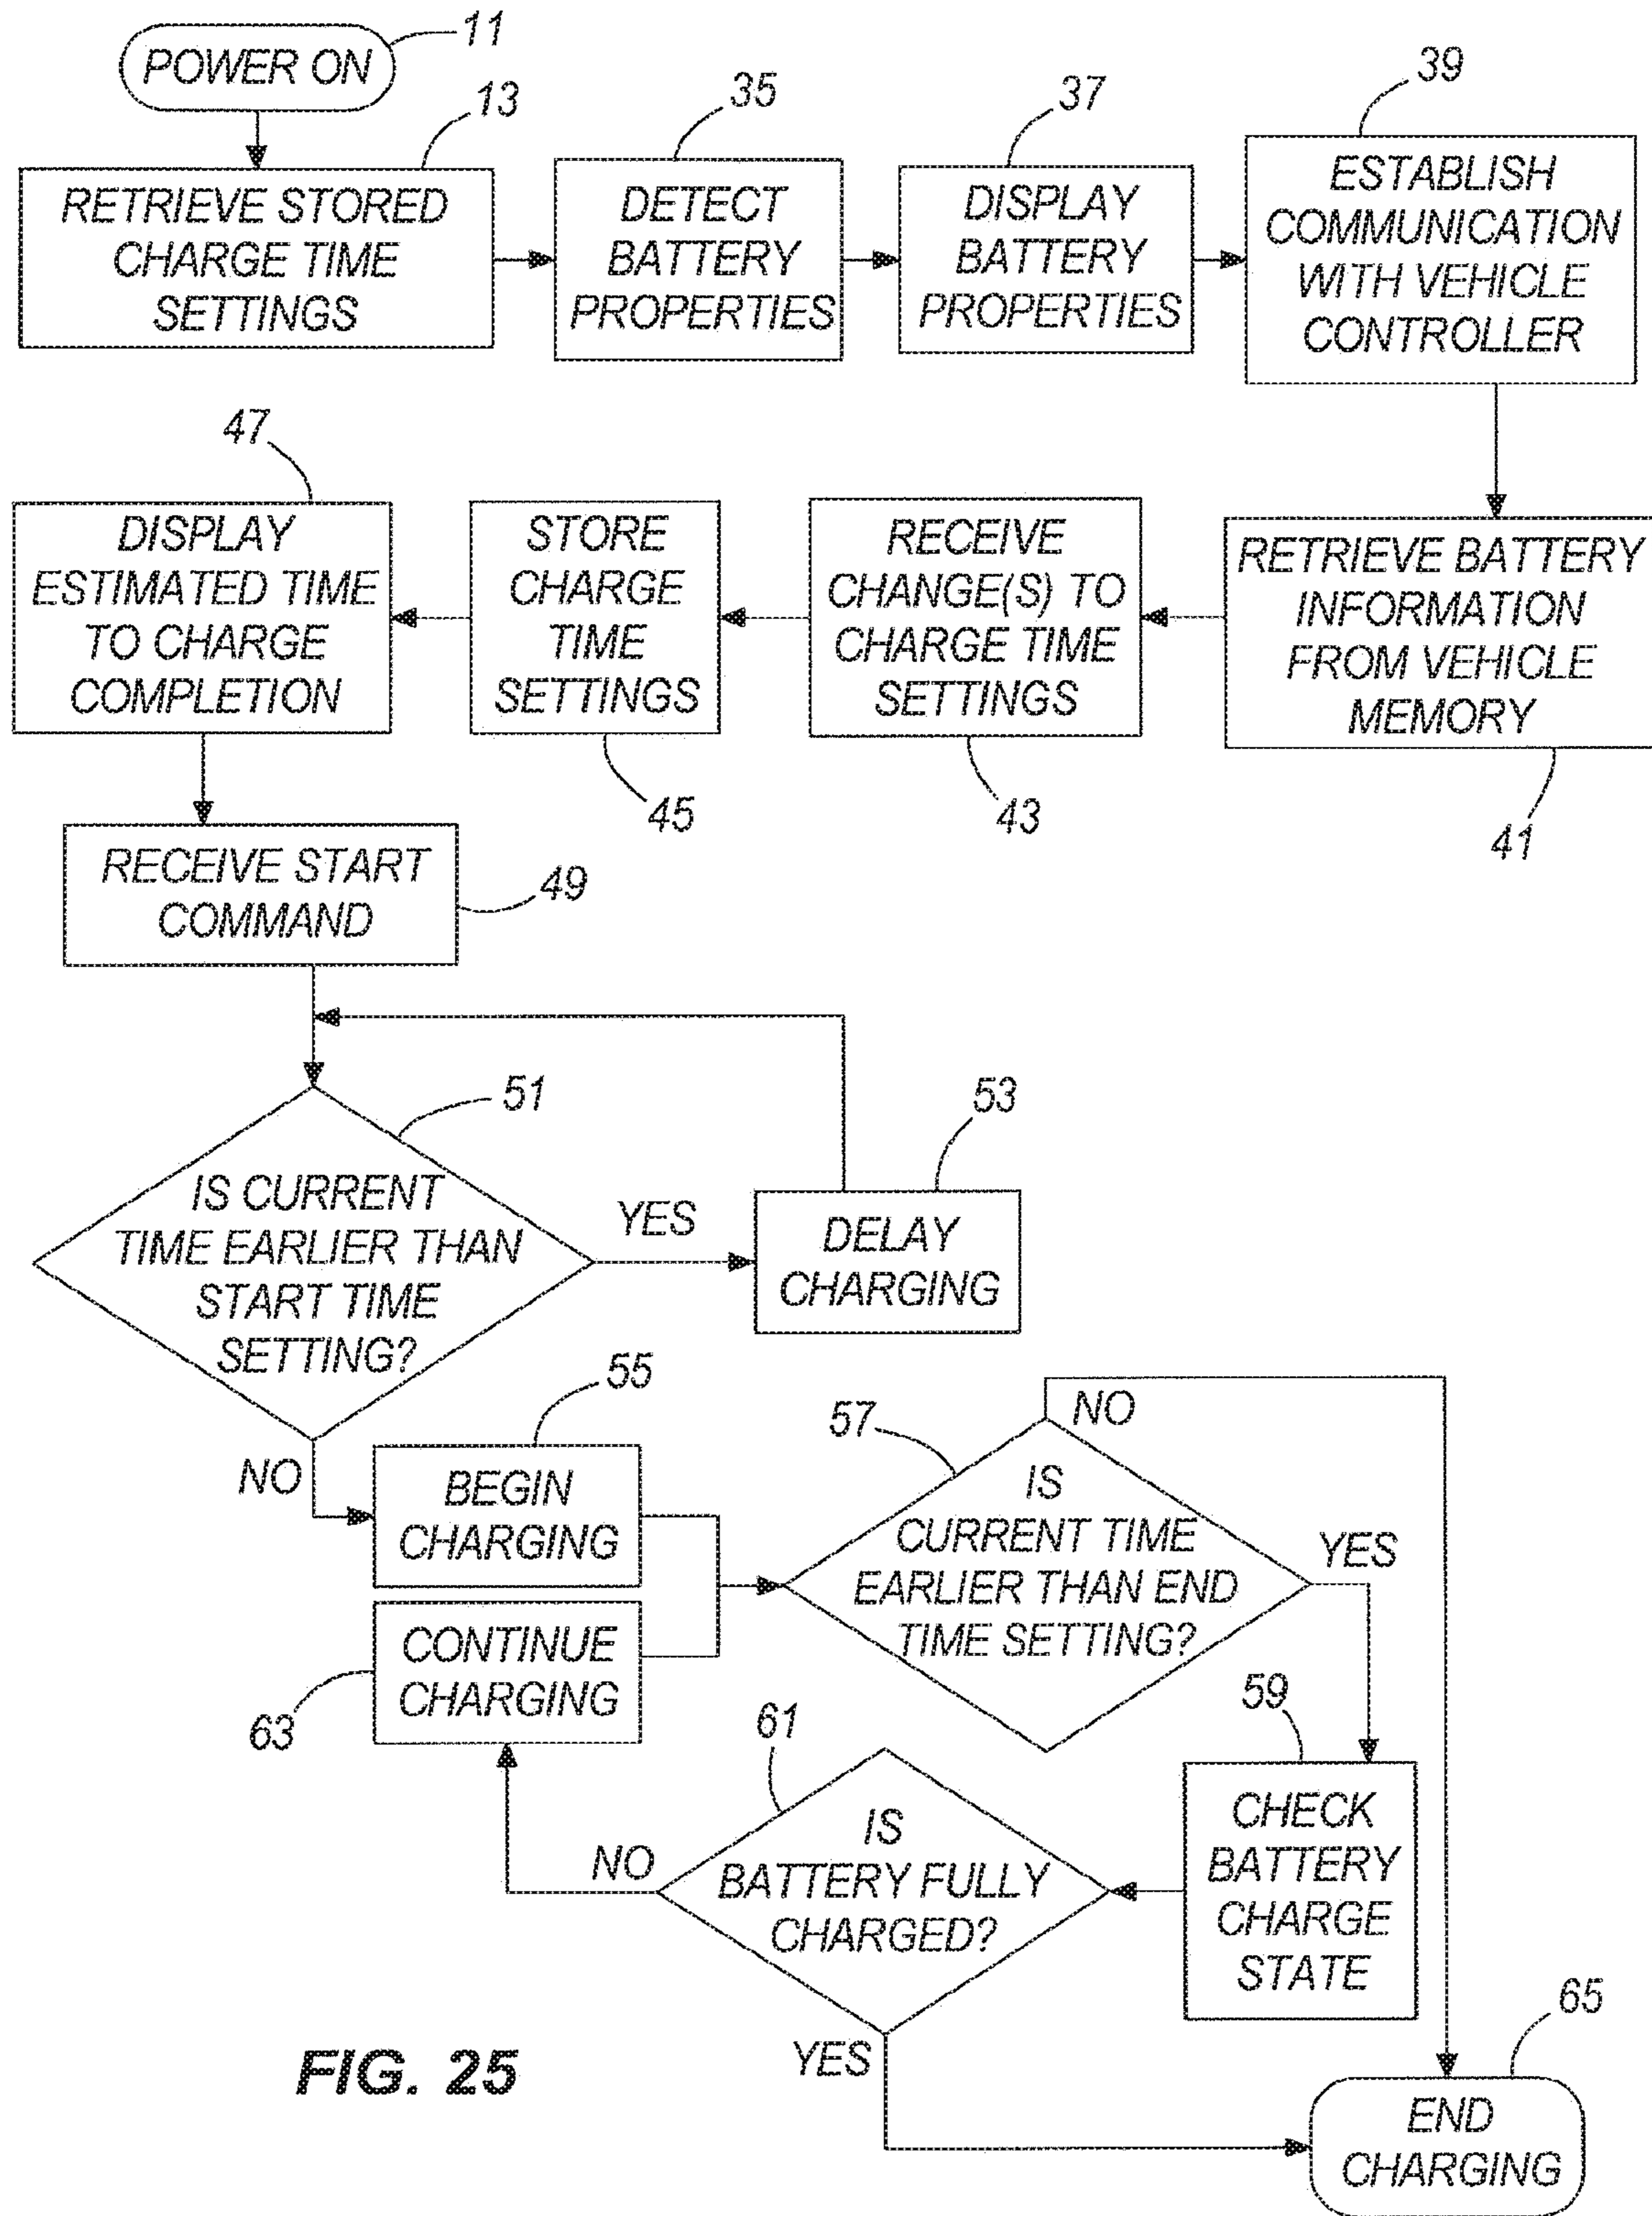 11
POWER ON
13
RETRIEVE STORED
CHARGE TIME
SETTINGS
35
DETECT
BATTERY
PROPERTIES
37
DISPLAY
BATTERY
PROPERTIES
39
ESTABLISH
COMMUNICATION
WITH VEHICLE
CONTROLLER
RETRIEVE BATTERY
INFORMATION
FROM VEHICLE
MEMORY
41
RECEIVE
CHANGE(S) TO
CHARGE TIME
SETTINGS
43
STORE
CHARGE
TIME
SETTINGS
45
47
DISPLAY
ESTIMATED TIME
TO CHARGE
COMPLETION
RECEIVE START
COMMAND
49
51
IS CURRENT
TIME EARLIER THAN
START TIME
SETTING?
YES
53
DELAY
CHARGING
NO
55
BEGIN
CHARGING
57
IS
CURRENT TIME
EARLIER THAN END
TIME SETTING?
NO
YES
59
CHECK
BATTERY
CHARGE
STATE
61
IS
BATTERY FULLY
CHARGED?
NO
CONTINUE
CHARGING
63
YES
65
END
CHARGING
FIG. 25